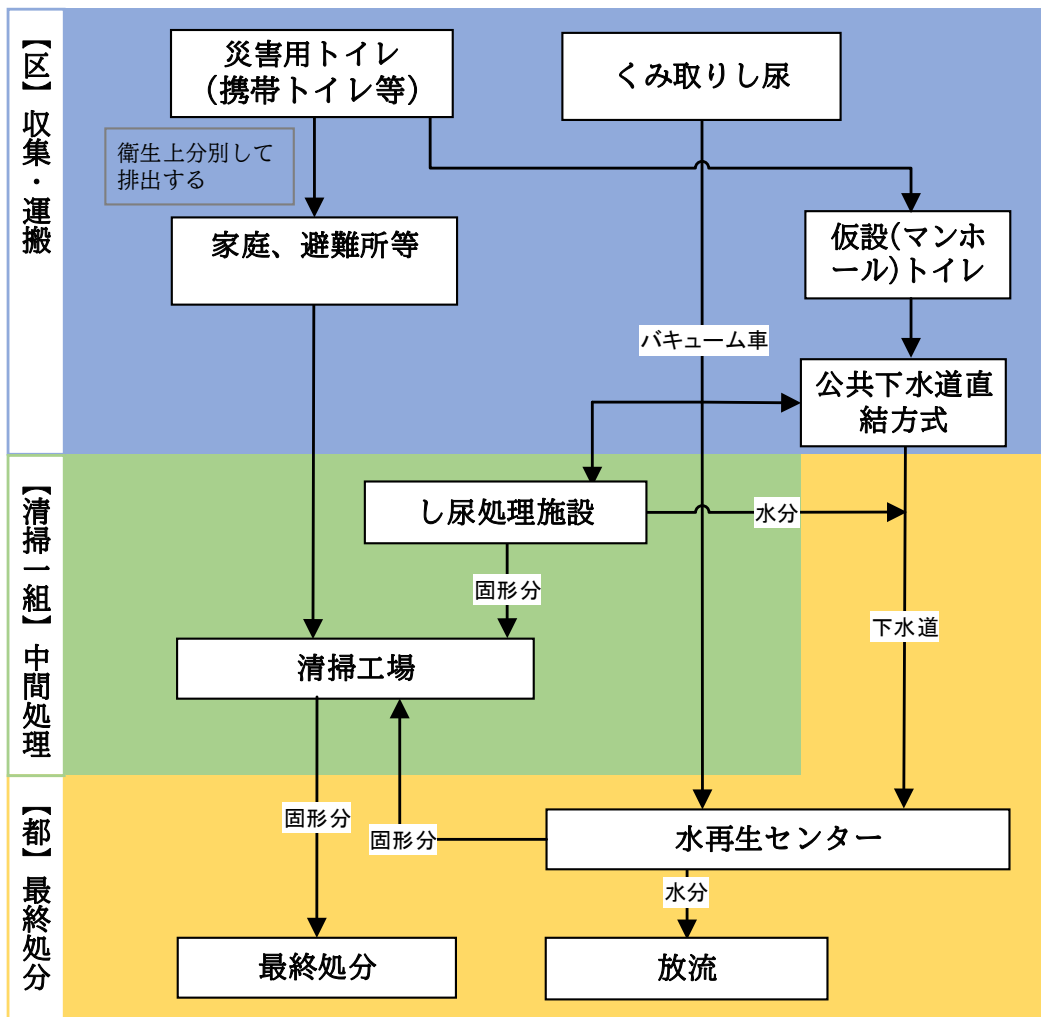 【区】収集・運搬
災害用トイレ
（携帯トイレ等）
くみ取りし尿
衛生上分別して
排出する
家庭、避難所等
仮設(マンホ
ール)トイレ
バキューム車
公共下水道直
結方式
【清掃一組】中間処理
し尿処理施設
水分
固形分
下水道
清掃工場
【都】最終処分
固形分
固形分
水再生センター
水分
最終処分
放流